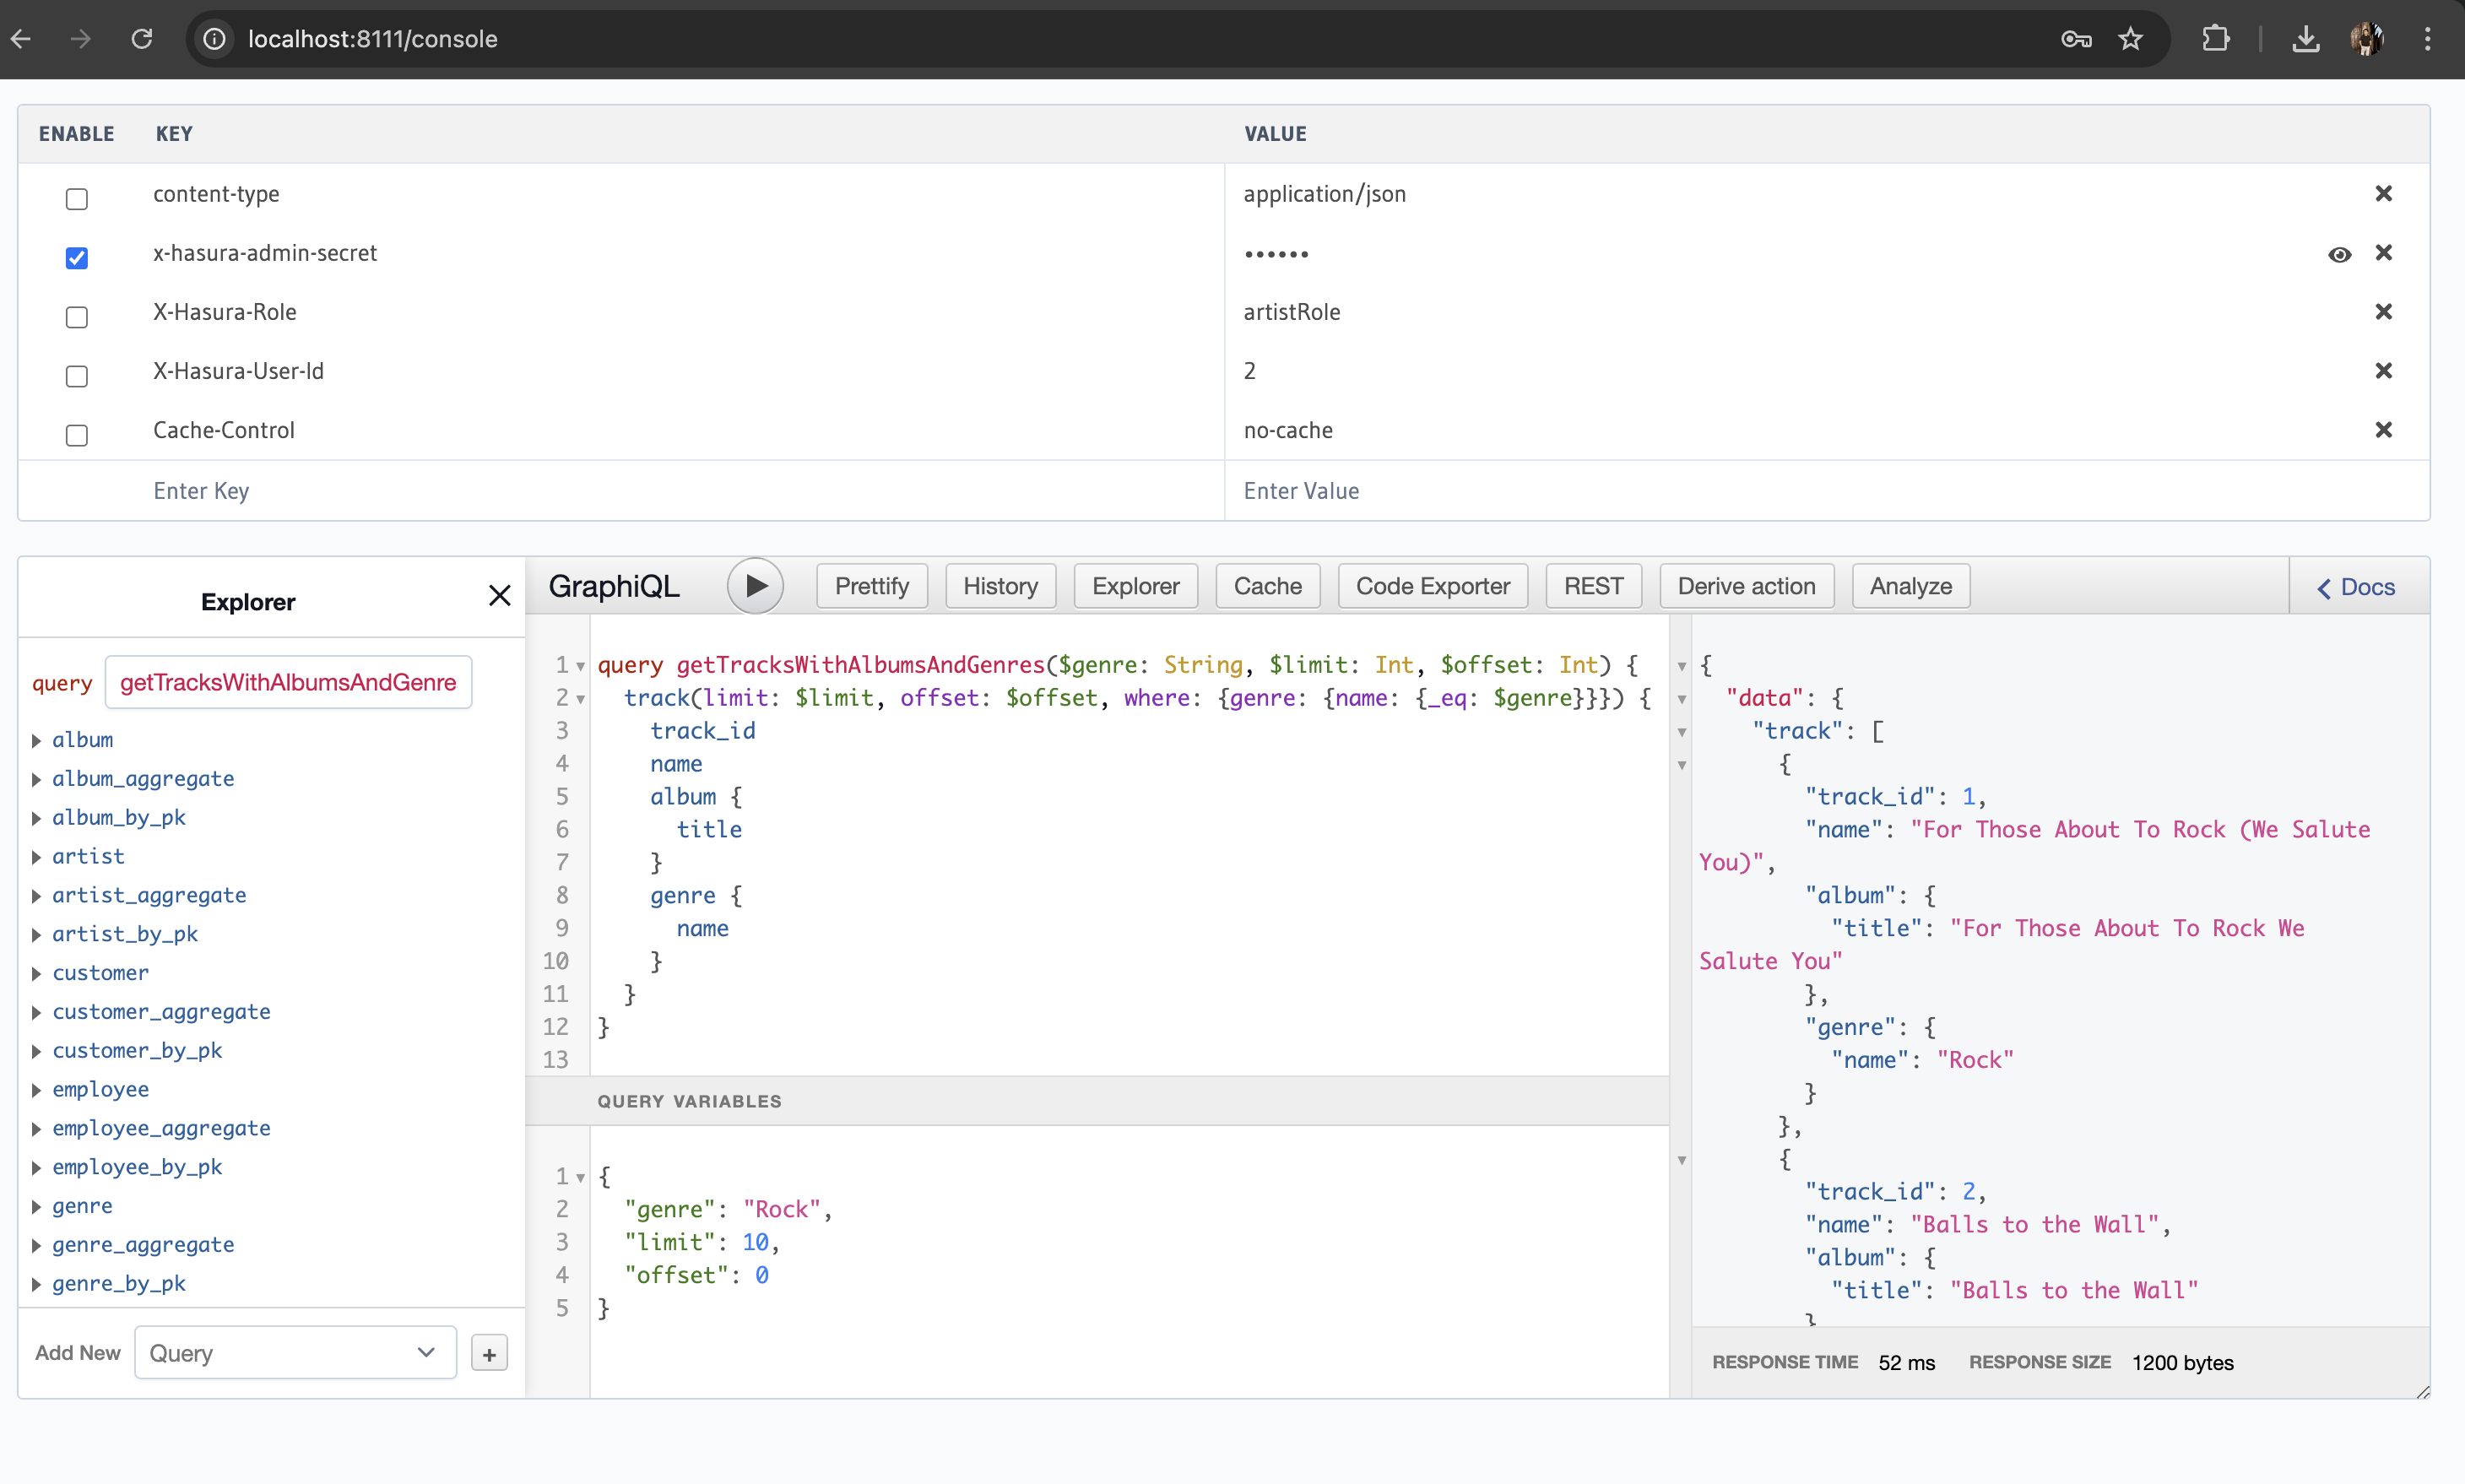 localhost:8111/console
ENABLE KEY VALUE
content-type application/json
x-hasura-admin-secret ••••••
X-Hasura-Role artistRole
X-Hasura-User-Id 2
Cache-Control no-cache
Enter Key Enter Value
Explorer
query getTracksWithAlbumsAndGenre
album
album_aggregate
album_by_pk
artist
artist_aggregate
artist_by_pk
customer
customer_aggregate
customer_by_pk
employee
employee_aggregate
employee_by_pk
genre
genre_aggregate
genre_by_pk
Add New Query +
GraphiQL Prettify History Explorer Cache Code Exporter REST Derive action Analyze Docs
1 query getTracksWithAlbumsAndGenres($genre: String, $limit: Int, $offset: Int) {
2 track(limit: $limit, offset: $offset, where: {genre: {name: {_eq: $genre}}}) {
3 track_id
4 name
5 album {
6 title
7 }
8 genre {
9 name
10 }
11 }
12 }
13
QUERY VARIABLES
1 {
2 "genre": "Rock",
3 "limit": 10,
4 "offset": 0
5 }
{
"data": {
"track": [
{
"track_id": 1,
"name": "For Those About To Rock (We Salute
You)",
"album": {
"title": "For Those About To Rock We
Salute You"
},
"genre": {
"name": "Rock"
}
},
{
"track_id": 2,
"name": "Balls to the Wall",
"album": {
"title": "Balls to the Wall"
}
RESPONSE TIME 52 ms RESPONSE SIZE 1200 bytes